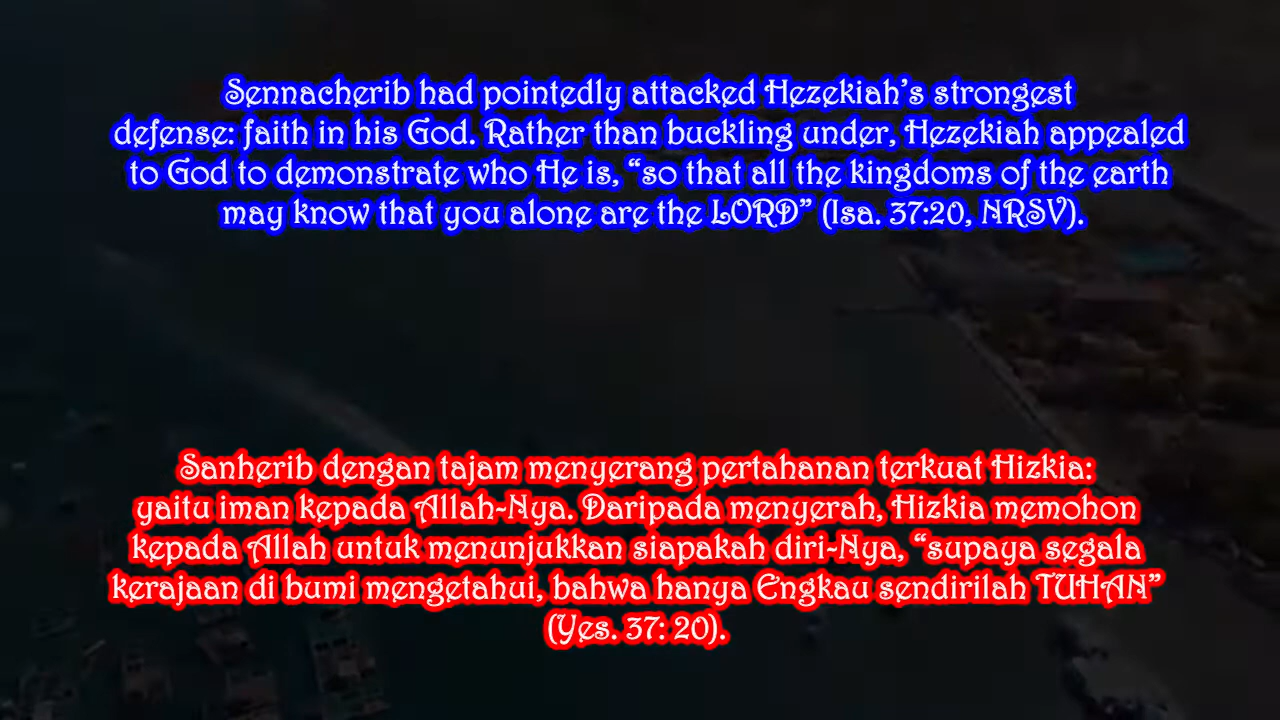 Sennacherib had pointedly attacked Hezekiah’s strongest
defense: faith in his God. Rather than buckling under, Hezekiah appealed
to God to demonstrate who He is, “so that all the kingdoms of the earth
may know that you alone are the LORD” (Isa. 37:20, NRSV).
Sanherib dengan tajam menyerang pertahanan terkuat Hizkia:
yaitu iman kepada Allah-Nya. Daripada menyerah, Hizkia memohon
kepada Allah untuk menunjukkan siapakah diri-Nya, “supaya segala
kerajaan di bumi mengetahui, bahwa hanya Engkau sendirilah TUHAN”
(Yes. 37: 20).